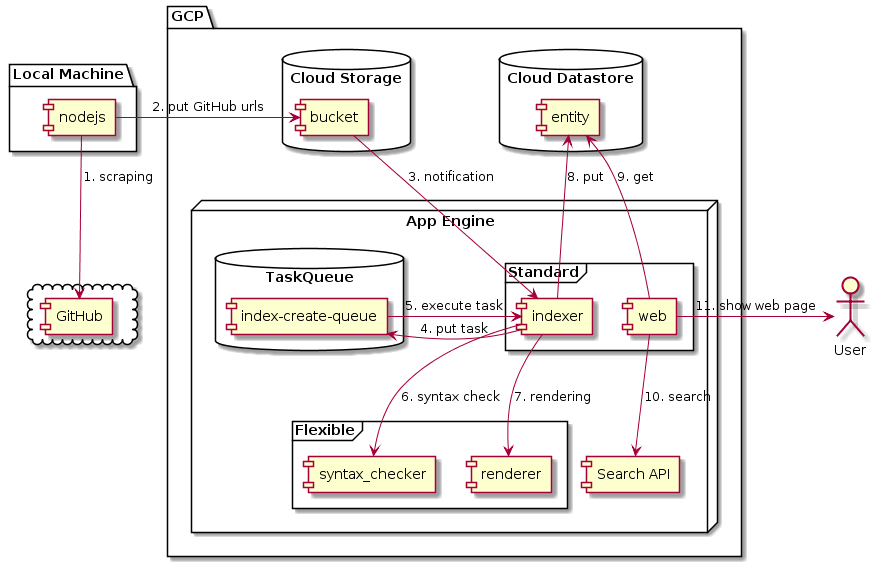 GCP
Local Machine
Cloud Storage
Cloud Datastore
nodejs
2. put GitHub urls
bucket
entity
1. scraping
3. notification
8. put
9. get
App Engine
TaskQueue
Standard
GitHub
index-create-queue
5. execute task
4. put task
indexer
web
11. show web page
User
6. syntax check
7. rendering
10. search
Flexible
syntax_checker
renderer
Search API